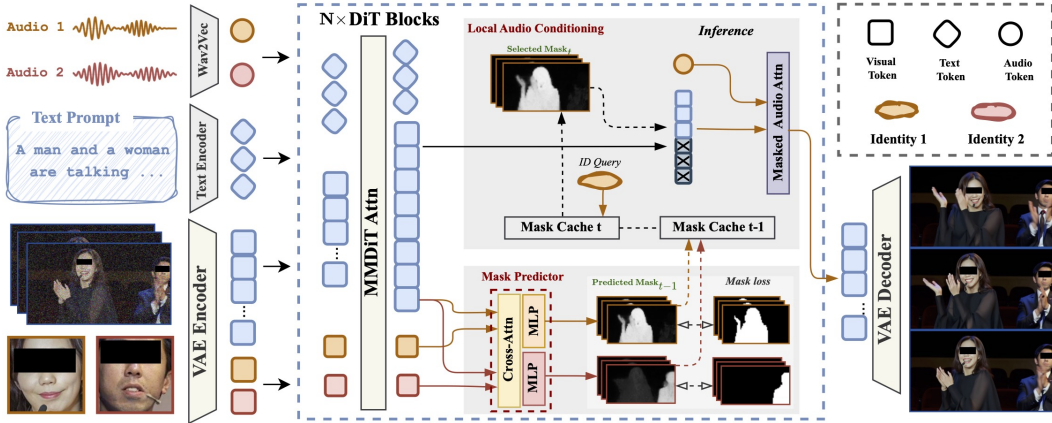 Audio 1
Audio 2
Wav2Vec
Text Prompt
A man and a woman
are talking ...
Text Encoder
VAE Encoder
N×DiT Blocks
MMDiT Attn
Local Audio Conditioning
Inference
Selected Mask_t
Masked Audio Attn
ID Query
Mask Cache t
Mask Cache t-1
Mask Predictor
Cross-Attn
MLP
MLP
Predicted Mask_{t−1}
Mask loss
Visual
Token
Text
Token
Audio
Token
Identity 1
Identity 2
VAE Decoder